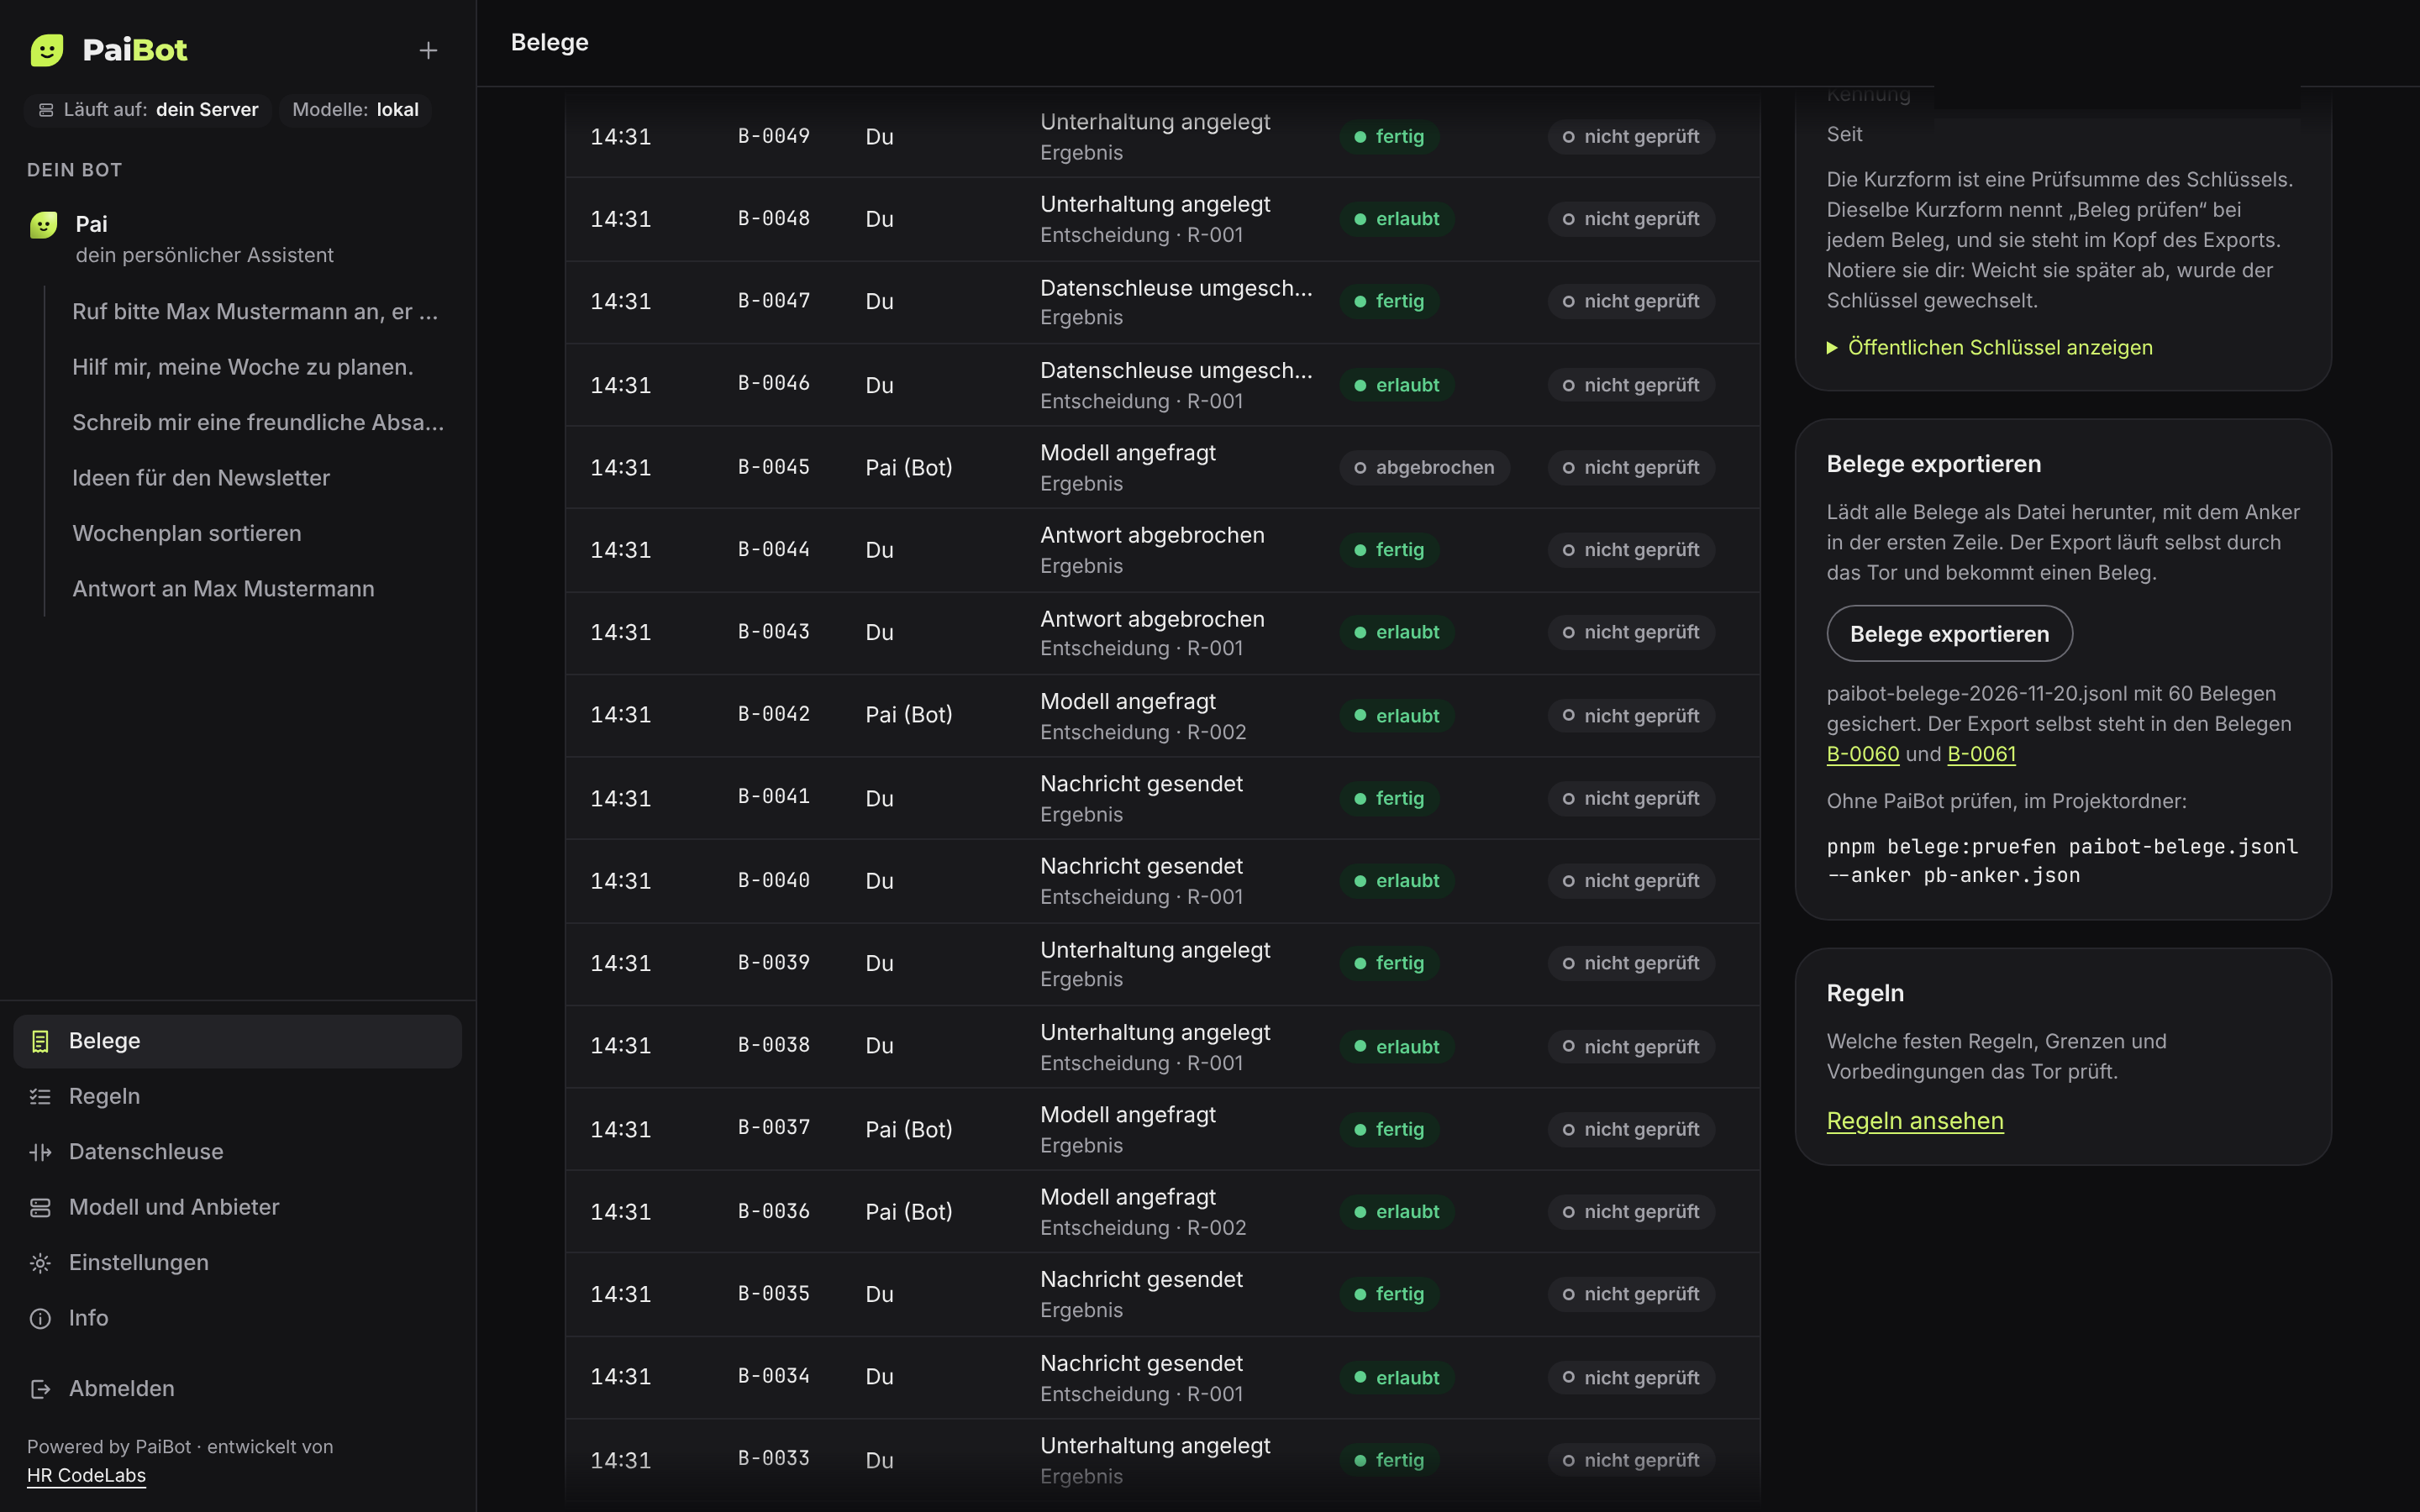 PaiBot
Läuft auf: dein Server
Modelle: lokal
DEIN BOT
Pai
dein persönlicher Assistent
Ruf bitte Max Mustermann an, er ...
Hilf mir, meine Woche zu planen.
Schreib mir eine freundliche Absa...
Ideen für den Newsletter
Wochenplan sortieren
Antwort an Max Mustermann
Belege
Regeln
Datenschleuse
Modell und Anbieter
Einstellungen
Info
Abmelden
Powered by PaiBot · entwickelt von
HR CodeLabs
Belege
14:31 B-0049 Du Unterhaltung angelegt fertig nicht geprüft
Ergebnis
14:31 B-0048 Du Unterhaltung angelegt erlaubt nicht geprüft
Entscheidung · R-001
14:31 B-0047 Du Datenschleuse umgesch... fertig nicht geprüft
Ergebnis
14:31 B-0046 Du Datenschleuse umgesch... erlaubt nicht geprüft
Entscheidung · R-001
14:31 B-0045 Pai (Bot) Modell angefragt abgebrochen nicht geprüft
Ergebnis
14:31 B-0044 Du Antwort abgebrochen fertig nicht geprüft
Ergebnis
14:31 B-0043 Du Antwort abgebrochen erlaubt nicht geprüft
Entscheidung · R-001
14:31 B-0042 Pai (Bot) Modell angefragt erlaubt nicht geprüft
Entscheidung · R-002
14:31 B-0041 Du Nachricht gesendet fertig nicht geprüft
Ergebnis
14:31 B-0040 Du Nachricht gesendet erlaubt nicht geprüft
Entscheidung · R-001
14:31 B-0039 Du Unterhaltung angelegt fertig nicht geprüft
Ergebnis
14:31 B-0038 Du Unterhaltung angelegt erlaubt nicht geprüft
Entscheidung · R-001
14:31 B-0037 Pai (Bot) Modell angefragt fertig nicht geprüft
Ergebnis
14:31 B-0036 Pai (Bot) Modell angefragt erlaubt nicht geprüft
Entscheidung · R-002
14:31 B-0035 Du Nachricht gesendet fertig nicht geprüft
Ergebnis
14:31 B-0034 Du Nachricht gesendet erlaubt nicht geprüft
Entscheidung · R-001
14:31 B-0033 Du Unterhaltung angelegt fertig nicht geprüft
Ergebnis
Kennung
Seit
Die Kurzform ist eine Prüfsumme des Schlüssels.
Dieselbe Kurzform nennt „Beleg prüfen“ bei
jedem Beleg, und sie steht im Kopf des Exports.
Notiere sie dir: Weicht sie später ab, wurde der
Schlüssel gewechselt.
Öffentlichen Schlüssel anzeigen
Belege exportieren
Lädt alle Belege als Datei herunter, mit dem Anker
in der ersten Zeile. Der Export läuft selbst durch
das Tor und bekommt einen Beleg.
Belege exportieren
paibot-belege-2026-11-20.jsonl mit 60 Belegen
gesichert. Der Export selbst steht in den Belegen
B-0060 und B-0061
Ohne PaiBot prüfen, im Projektordner:
pnpm belege:pruefen paibot-belege.jsonl
--anker pb-anker.json
Regeln
Welche festen Regeln, Grenzen und
Vorbedingungen das Tor prüft.
Regeln ansehen